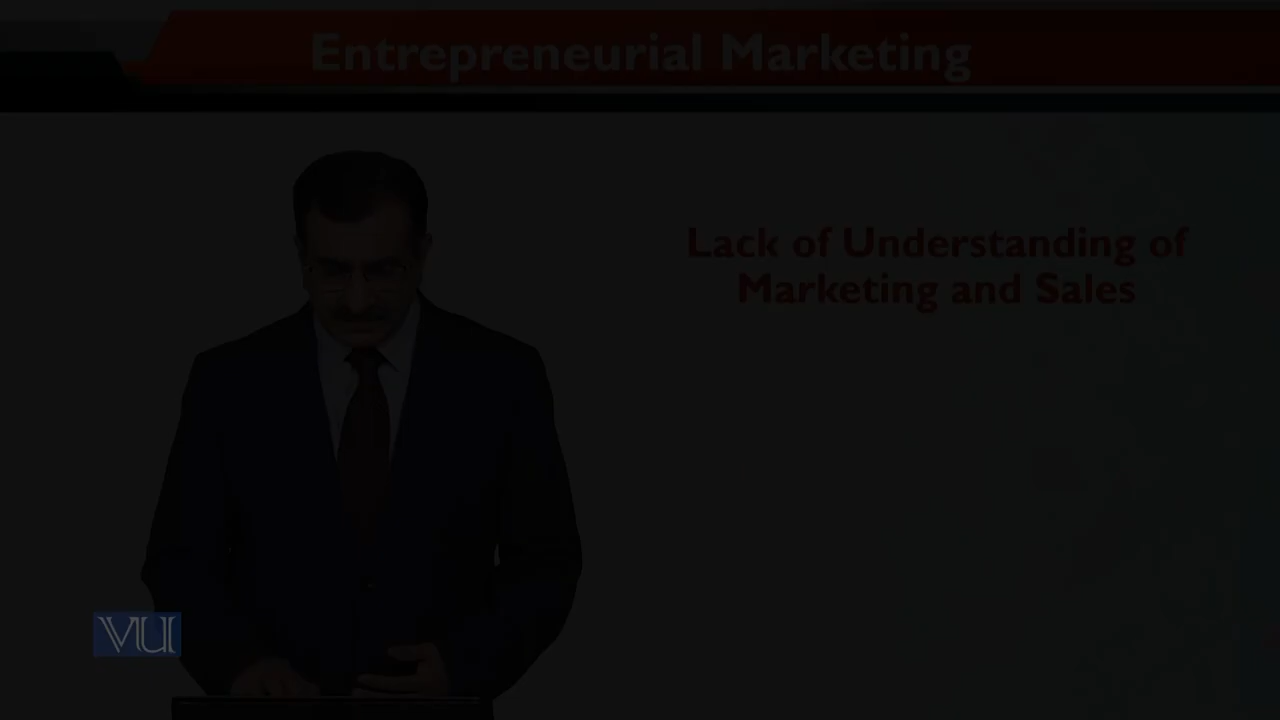 Entrepreneurial Marketing
Lack of Understanding of
Marketing and Sales
VU